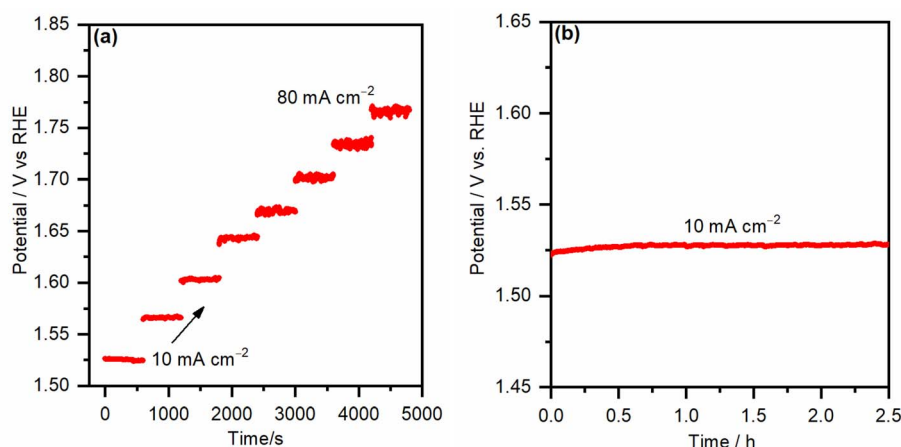 (a)
1.85
1.80
1.75
1.70
1.65
1.60
1.55
1.50
Potential / V vs RHE
80 mA cm⁻²
10 mA cm⁻²
0 1000 2000 3000 4000 5000
Time/s
(b)
1.65
1.60
1.55
1.50
1.45
Potential / V vs. RHE
10 mA cm⁻²
0.0 0.5 1.0 1.5 2.0 2.5
Time / h